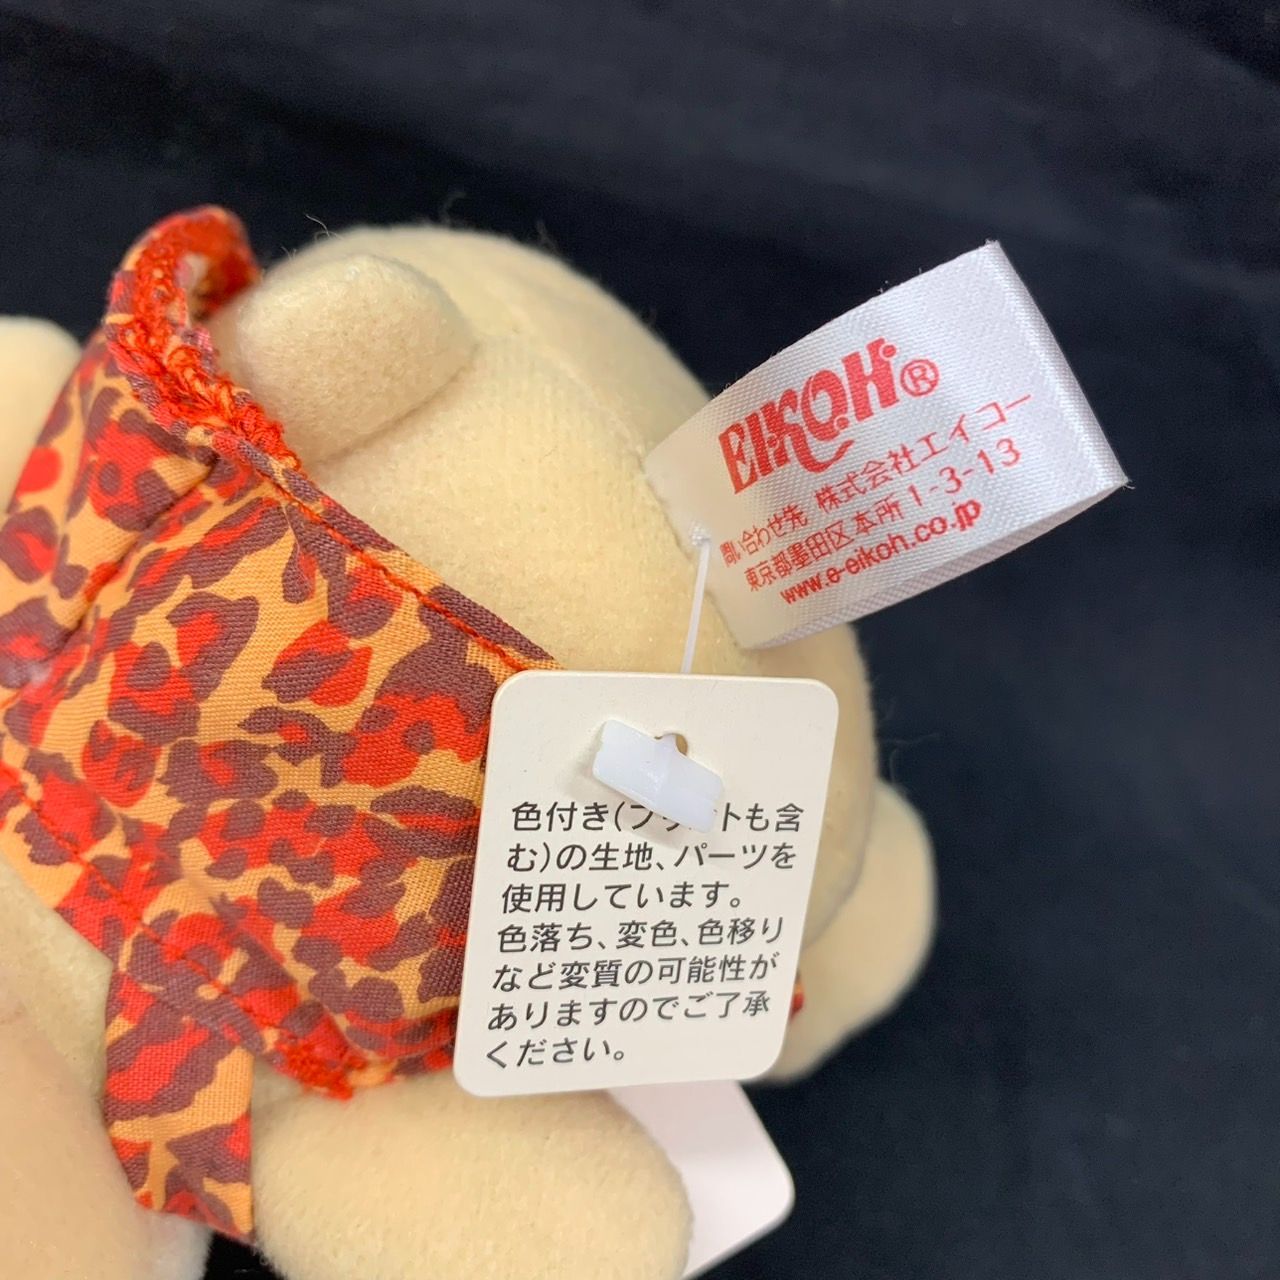 EIKOH®
問い合わせ先 株式会社エイコー
東京都墨田区本所1-3-13
www.e-eikoh.co.jp
色付き(プリントも含
む)の生地、パーツを
使用しています。
色落ち、変色、色移り
など変質の可能性が
ありますのでご了承
ください。